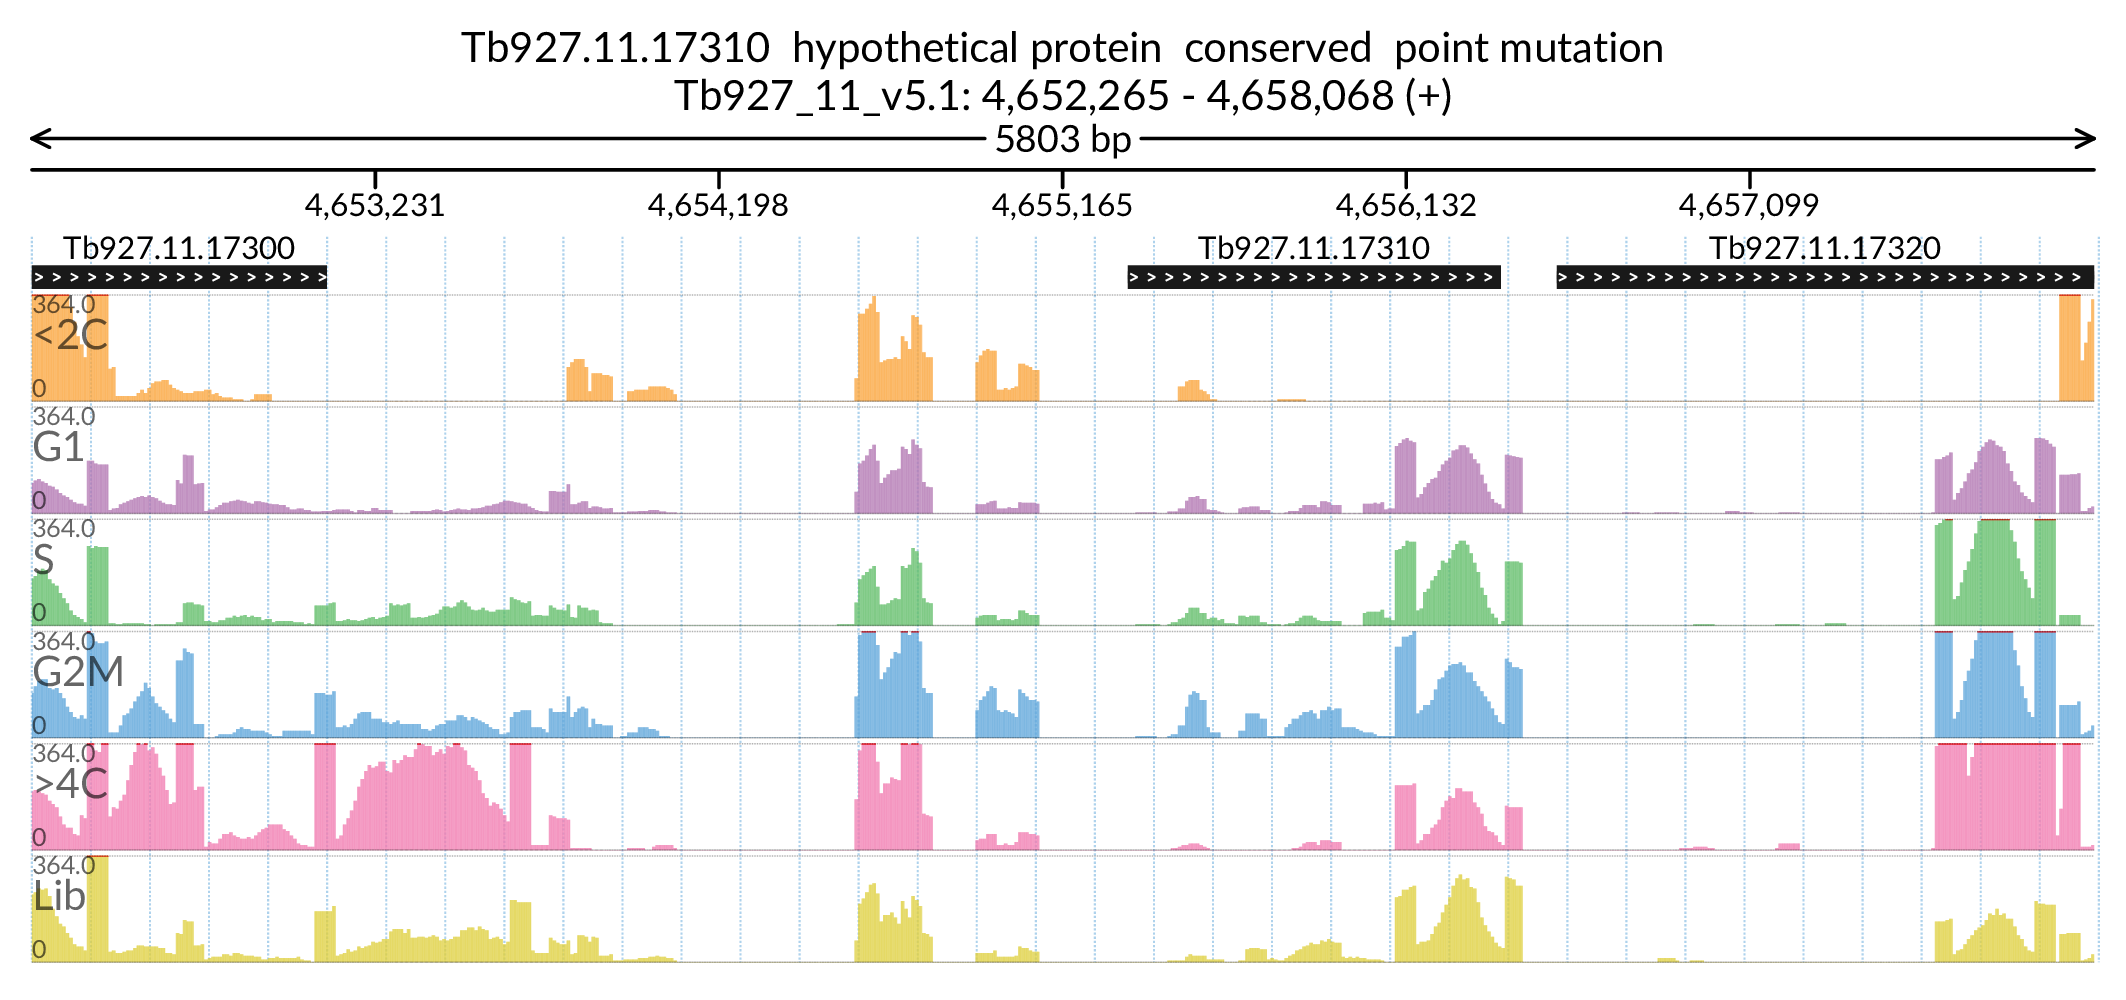 Tb927.11.17310 hypothetical protein conserved point mutation
Tb927_11_v5.1: 4,652,265 - 4,658,068 (+)
5803 bp
4,653,231 4,654,198 4,655,165 4,656,132 4,657,099
Tb927.11.17300 Tb927.11.17310 Tb927.11.17320
364.0
<2C
0
364.0
G1
0
364.0
S
0
364.0
G2M
0
364.0
>4C
0
364.0
Lib
0